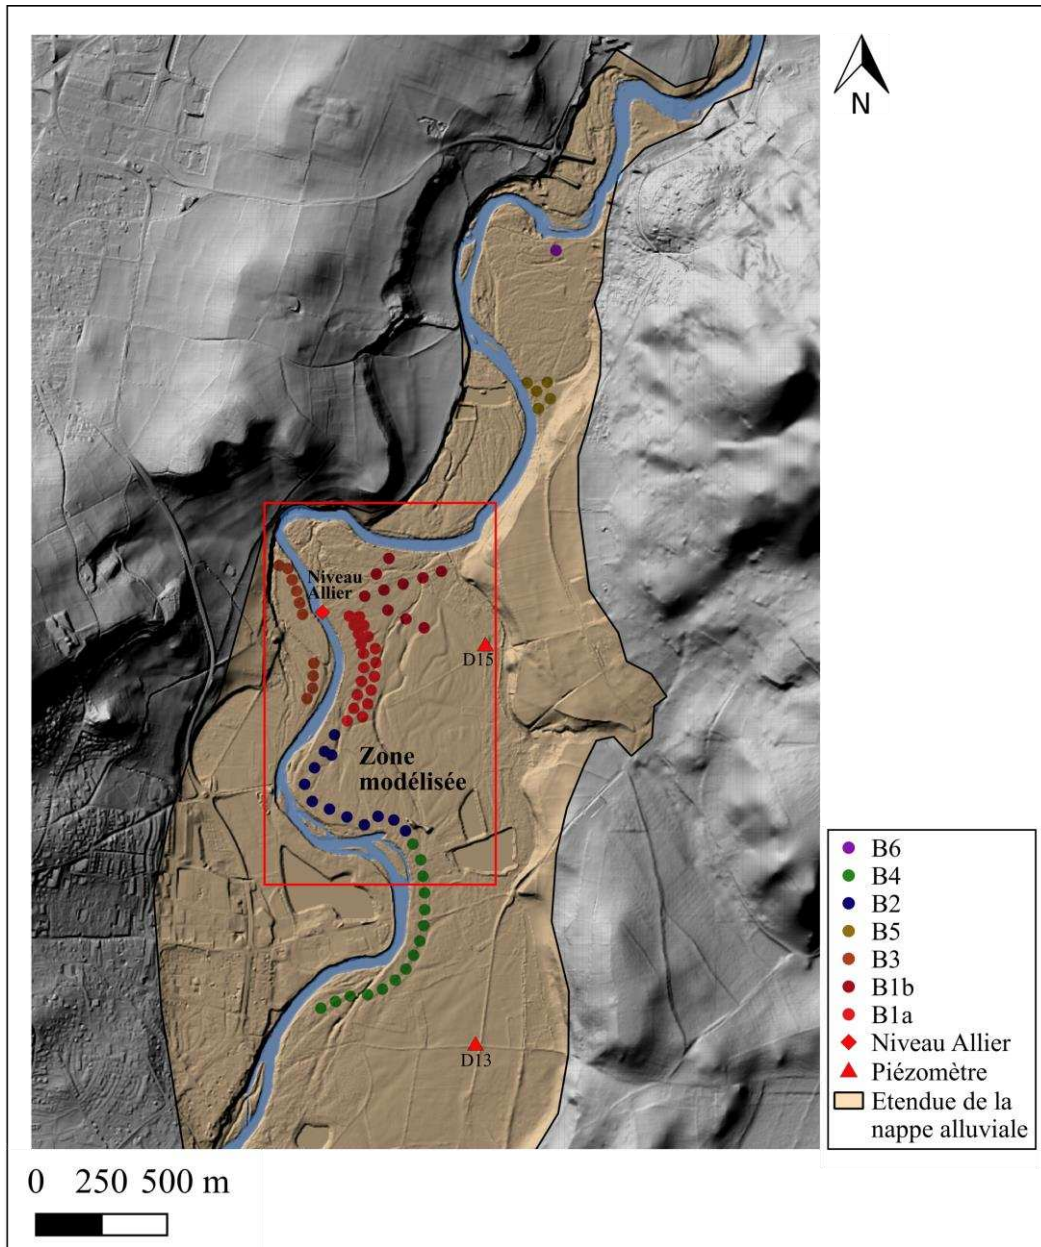 N
Niveau
Allier
D15
Zone
modélisée
D13
B6
B4
B2
B5
B3
B1b
B1a
Niveau Allier
Piézomètre
Etendue de la
nappe alluviale
0 250 500 m